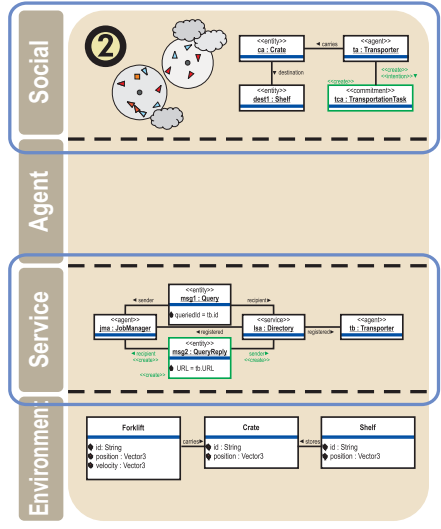 Social
2
<<entity>>
ca : Crate
◄ carries
<<agent>>
ta : Transporter
▼ destination
<<create>>
<<intention>>▼
<<create>>
<<entity>>
dest1 : Shelf
<<commitment>>
tca : TransportationTask
Agent
Service
<<entity>>
msg1 : Query
queriedId = tb.id
◄ sender
recipient►
<<agent>>
jma : JobManager
◄ registered
<<service>>
lsa : Directory
registered►
<<agent>>
tb : Transporter
◄ recipient
<<create>>
<<entity>>
msg2 : QueryReply
URL = tb.URL
sender►
<<create>>
<<create>>
Environment
Forklift
id: String
position : Vector3
velocity : Vector3
carries►
Crate
id : String
position : Vector3
◄ stores
Shelf
id : String
position : Vector3